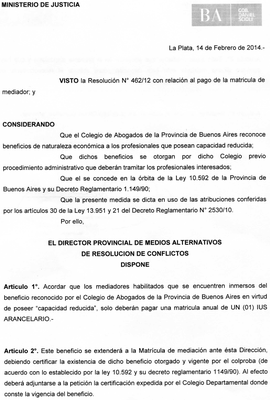 MINISTERIO DE JUSTICIA
BA
La Plata, 14 de Febrero de 2014.-
VISTO la Resolución N° 462/12 con relación al pago de la matricula de
mediador; y
CONSIDERANDO
Que el Colegio de Abogados de la Provincia de Buenos Aires reconoce
beneficios de naturaleza económica a los profesionales que posean capacidad reducida;
Que dichos beneficios se otorgan por dicho Colegio previo
procedimiento administrativo que deberán tramitar los profesionales interesados;
Que el se concede en la órbita de la Ley 10.592 de la Provincia de
Buenos Aires y su Decreto Reglamentario 1.149/90;
Que la presente medida se dicta en uso de las atribuciones conferidas
por los artículos 30 de la Ley 13.951 y 21 del Decreto Reglamentario N° 2530/10.
Por ello,
EL DIRECTOR PROVINCIAL DE MEDIOS ALTERNATIVOS
DE RESOLUCION DE CONFLICTOS
DISPONE
Artículo 1°. Acordar que los mediadores habilitados que se encuentren inmersos del
beneficio reconocido por el Colegio de Abogados de la Provincia de Buenos Aires en virtud
de poseer “capacidad reducida”, solo deberán pagar una matricula anual de UN (01) IUS
ARANCELARIO.-
Artículo 2°. Este beneficio se extenderá a la Matricula de mediación ante ésta Dirección,
debiendo certificar la existencia de dicho beneficio otorgado y vigente por el colproba (de
acuerdo con lo establecido por la ley 10.592 y su decreto reglamentario 1149/90). Al efecto
deberá adjuntarse a la petición la certificación expedida por el Colegio Departamental donde
conste la vigencia del beneficio.